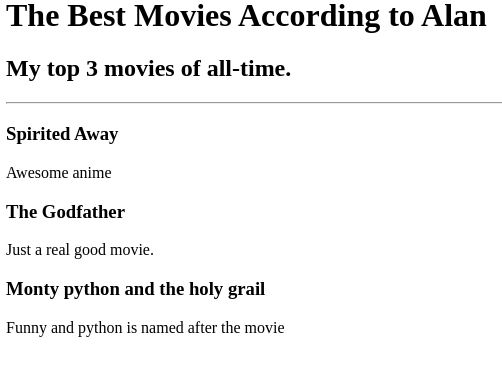 The Best Movies According to Alan
My top 3 movies of all-time.
Spirited Away
Awesome anime
The Godfather
Just a real good movie.
Monty python and the holy grail
Funny and python is named after the movie